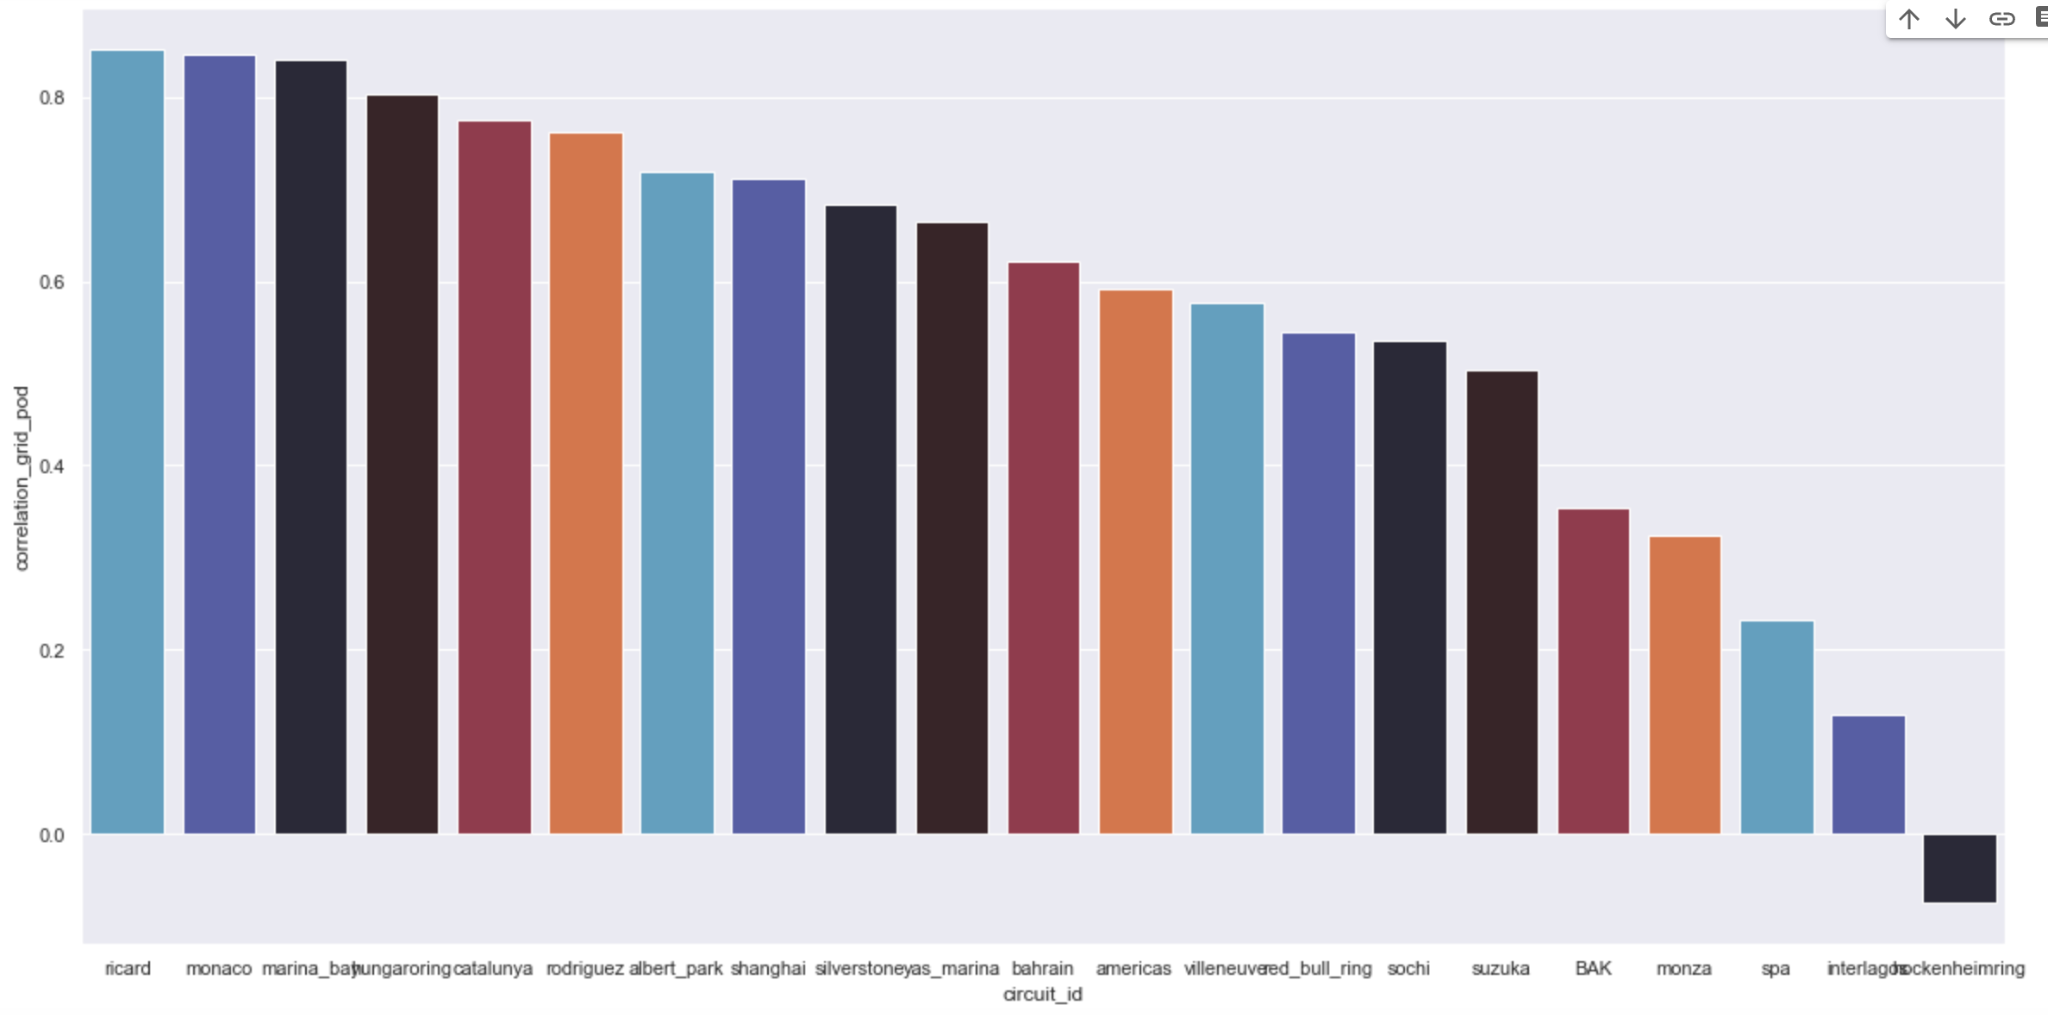 0.8
0.6
0.4
0.2
0.0
correlation_grid_pod
ricard monaco marina_bay hungaroring catalunya rodriguez albert_park shanghai silverstone yas_marina bahrain americas villeneuve red_bull_ring sochi suzuka BAK monza spa interlagos hockenheimring
circuit_id